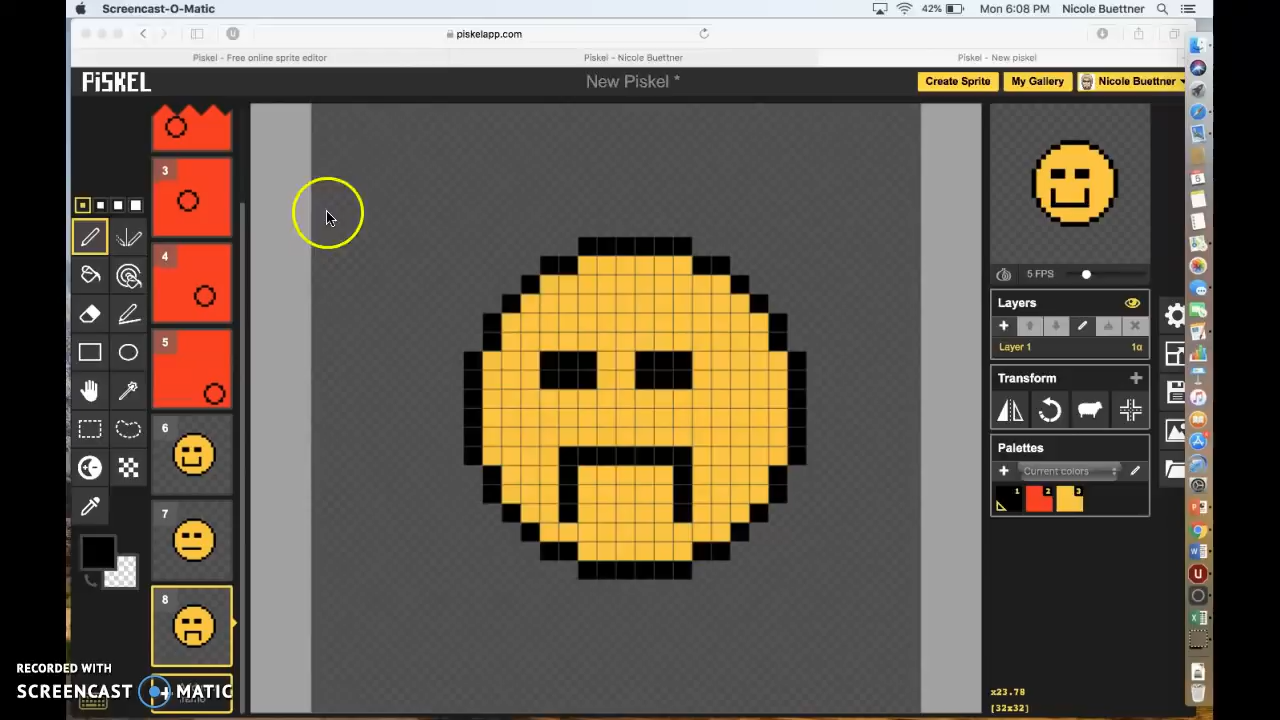 Screencast-O-Matic
42%
Mon 6:08 PM
Nicole Buettner
piskelapp.com
Piskel - Free online sprite editor
Piskel - Nicole Buettner
Piskel - New piskel
PiSKEL
New Piskel *
Create Sprite
My Gallery
Nicole Buettner
3
4
5
6
7
8
5 FPS
Layers
Layer 1
1α
Transform
Palettes
Current colors
1
2
3
RECORDED WITH
SCREENCAST MATIC
x23.78
[32x32]